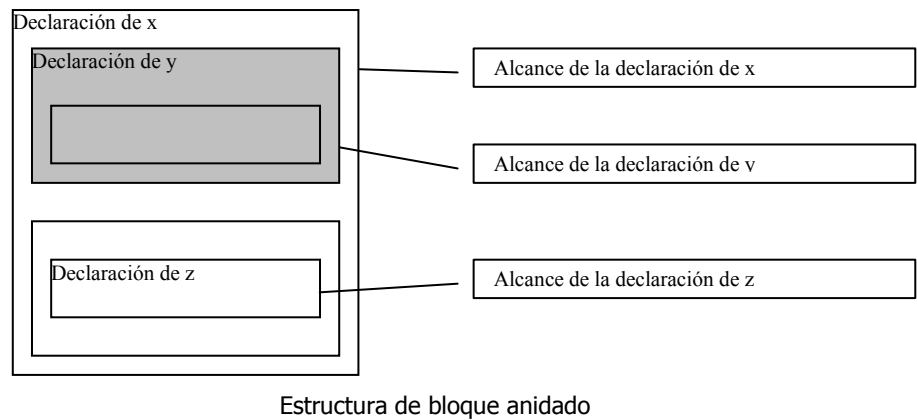 Declaración de x
Declaración de y
Alcance de la declaración de x
Alcance de la declaración de y
Declaración de z
Alcance de la declaración de z
Estructura de bloque anidado